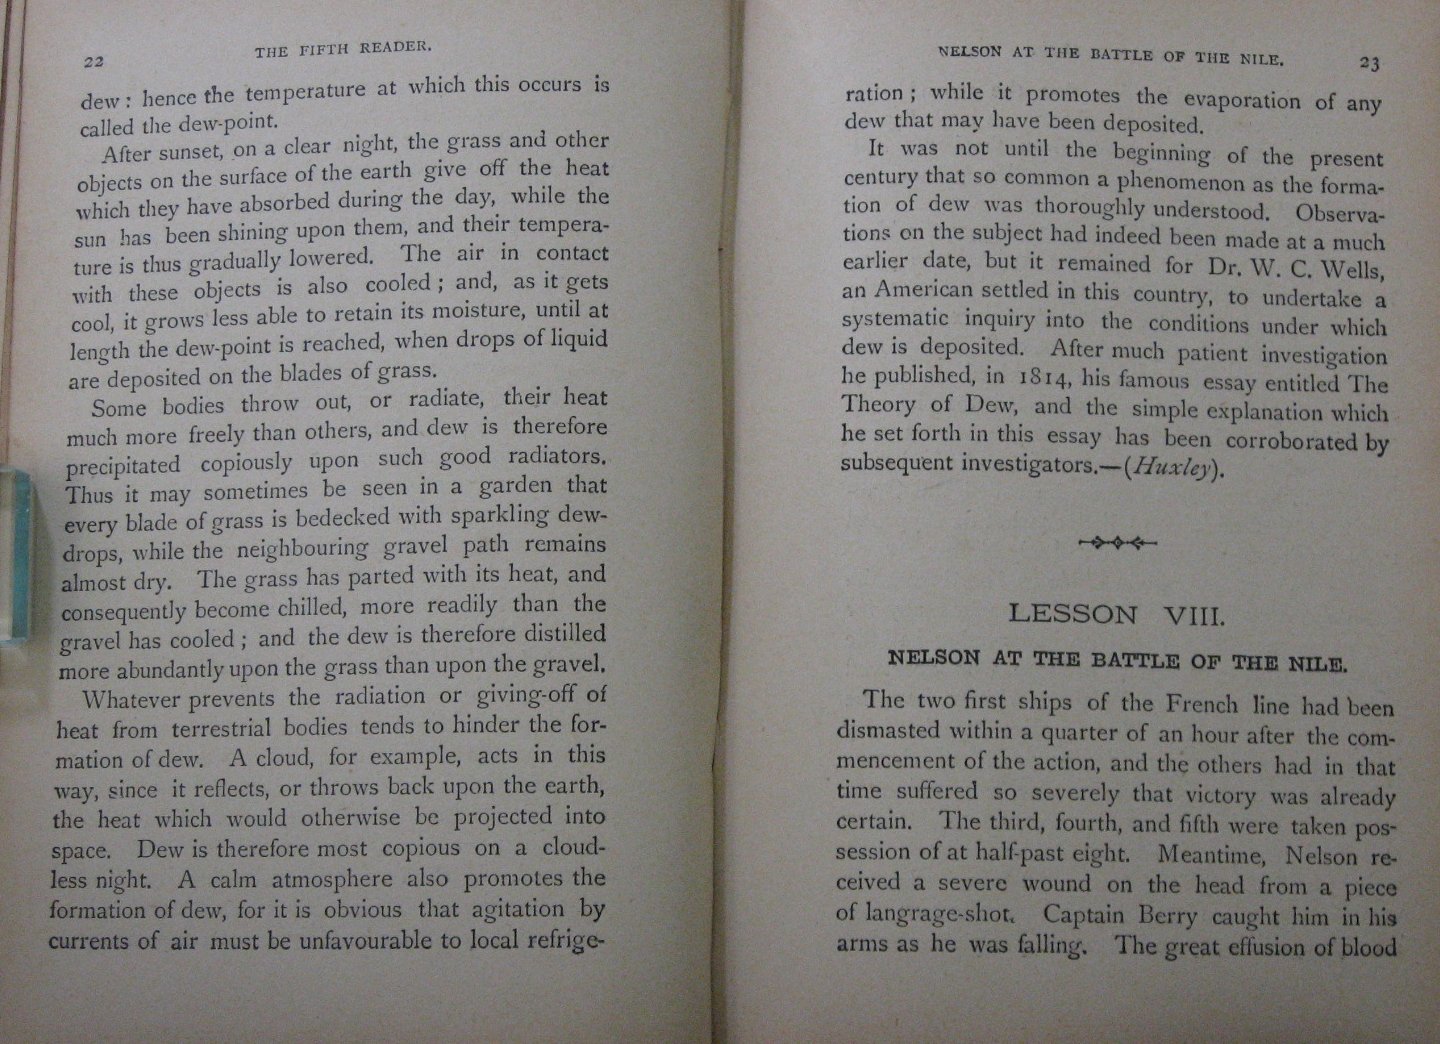 22
THE FIFTH READER.
dew: hence the temperature at which this occurs is
called the dew-point.
After sunset, on a clear night, the grass and other
objects on the surface of the earth give off the heat
which they have absorbed during the day, while the
sun has been shining upon them, and their tempera-
ture is thus gradually lowered. The air in contact
with these objects is also cooled; and, as it gets
cool, it grows less able to retain its moisture, until at
length the dew-point is reached, when drops of liquid
are deposited on the blades of grass.
Some bodies throw out, or radiate, their heat
much more freely than others, and dew is therefore
precipitated copiously upon such good radiators.
Thus it may sometimes be seen in a garden that
every blade of grass is bedecked with sparkling dew-
drops, while the neighbouring gravel path remains
almost dry. The grass has parted with its heat, and
consequently become chilled, more readily than the
gravel has cooled; and the dew is therefore distilled
more abundantly upon the grass than upon the gravel.
Whatever prevents the radiation or giving-off of
heat from terrestrial bodies tends to hinder the for-
mation of dew. A cloud, for example, acts in this
way, since it reflects, or throws back upon the earth,
the heat which would otherwise be projected into
space. Dew is therefore most copious on a cloud-
less night. A calm atmosphere also promotes the
formation of dew, for it is obvious that agitation by
currents of air must be unfavourable to local refrige-
NELSON AT THE BATTLE OF THE NILE.
23
ration; while it promotes the evaporation of any
dew that may have been deposited.
It was not until the beginning of the present
century that so common a phenomenon as the forma-
tion of dew was thoroughly understood. Observa-
tions on the subject had indeed been made at a much
earlier date, but it remained for Dr. W. C. Wells,
an American settled in this country, to undertake a
systematic inquiry into the conditions under which
dew is deposited. After much patient investigation
he published, in 1814, his famous essay entitled The
Theory of Dew, and the simple explanation which
he set forth in this essay has been corroborated by
subsequent investigators.—(Huxley).
LESSON VIII.
NELSON AT THE BATTLE OF THE NILE.
The two first ships of the French line had been
dismasted within a quarter of an hour after the com-
mencement of the action, and the others had in that
time suffered so severely that victory was already
certain. The third, fourth, and fifth were taken pos-
session of at half-past eight. Meantime, Nelson re-
ceived a severe wound on the head from a piece
of langrage-shot. Captain Berry caught him in his
arms as he was falling. The great effusion of blood